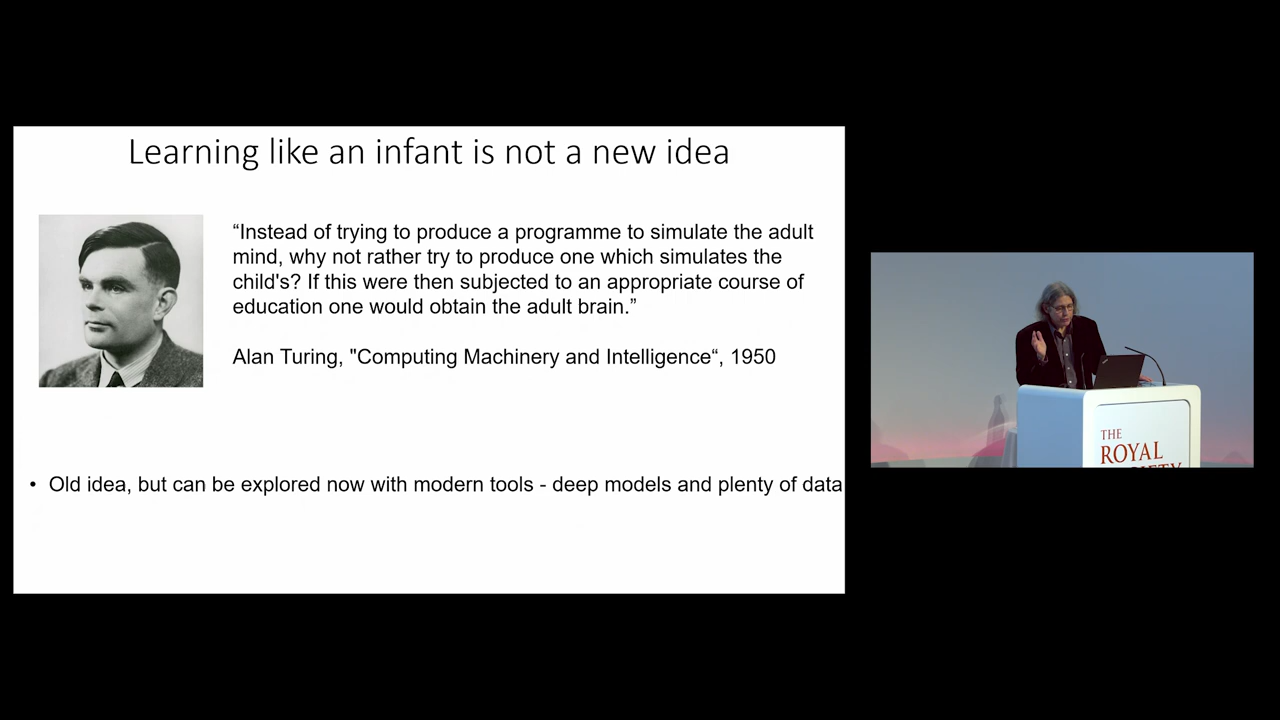 Learning like an infant is not a new idea
“Instead of trying to produce a programme to simulate the adult
mind, why not rather try to produce one which simulates the
child's? If this were then subjected to an appropriate course of
education one would obtain the adult brain.”
Alan Turing, "Computing Machinery and Intelligence“, 1950
• Old idea, but can be explored now with modern tools - deep models and plenty of data
THE
ROYAL